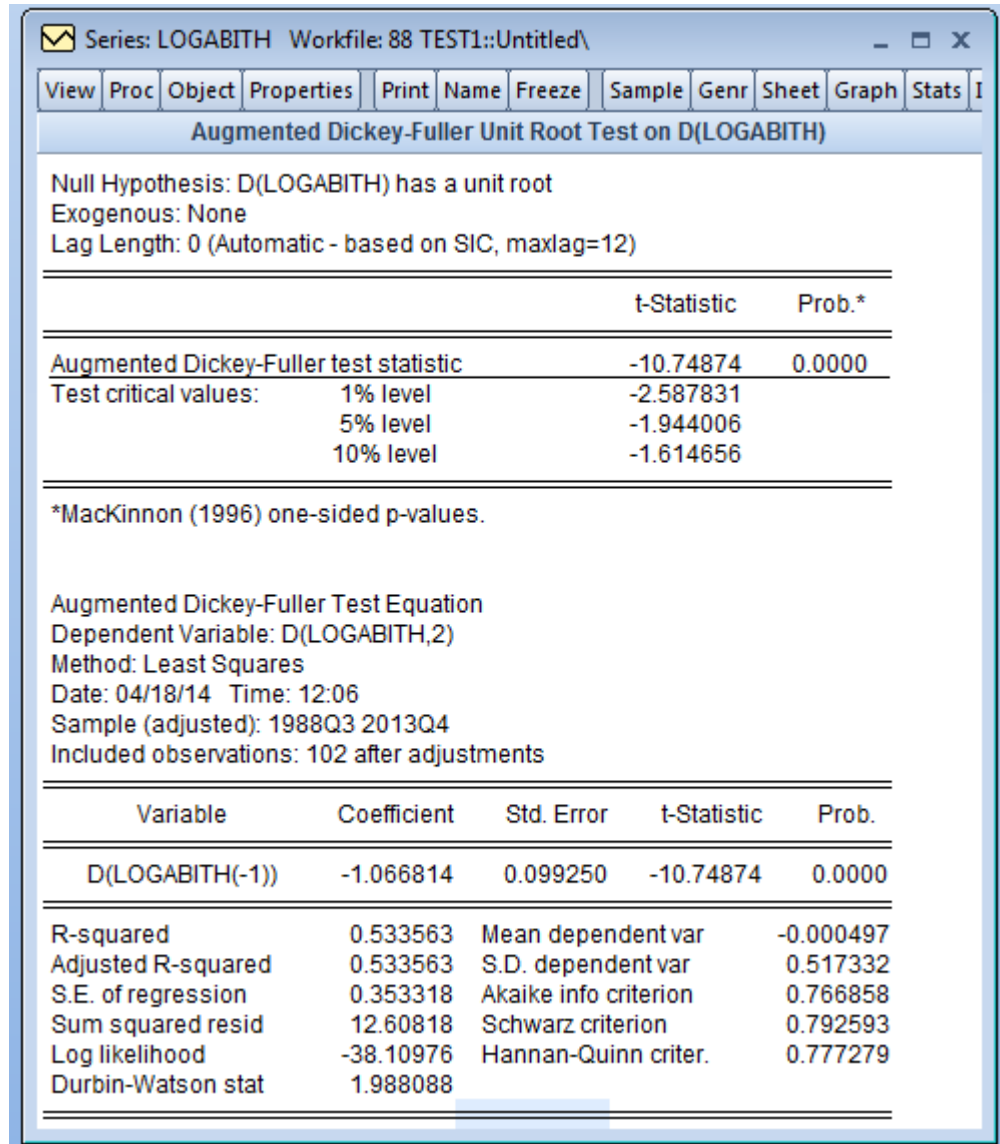 Series: LOGABITH Workfile: 88 TEST1::Untitled\
View Proc Object Properties Print Name Freeze Sample Genr Sheet Graph Stats
Augmented Dickey-Fuller Unit Root Test on D(LOGABITH)
Null Hypothesis: D(LOGABITH) has a unit root
Exogenous: None
Lag Length: 0 (Automatic - based on SIC, maxlag=12)
t-Statistic Prob.*
Augmented Dickey-Fuller test statistic -10.74874 0.0000
Test critical values: 1% level -2.587831
5% level -1.944006
10% level -1.614656
*MacKinnon (1996) one-sided p-values.
Augmented Dickey-Fuller Test Equation
Dependent Variable: D(LOGABITH,2)
Method: Least Squares
Date: 04/18/14 Time: 12:06
Sample (adjusted): 1988Q3 2013Q4
Included observations: 102 after adjustments
Variable Coefficient Std. Error t-Statistic Prob.
D(LOGABITH(-1)) -1.066814 0.099250 -10.74874 0.0000
R-squared 0.533563 Mean dependent var -0.000497
Adjusted R-squared 0.533563 S.D. dependent var 0.517332
S.E. of regression 0.353318 Akaike info criterion 0.766858
Sum squared resid 12.60818 Schwarz criterion 0.792593
Log likelihood -38.10976 Hannan-Quinn criter. 0.777279
Durbin-Watson stat 1.988088